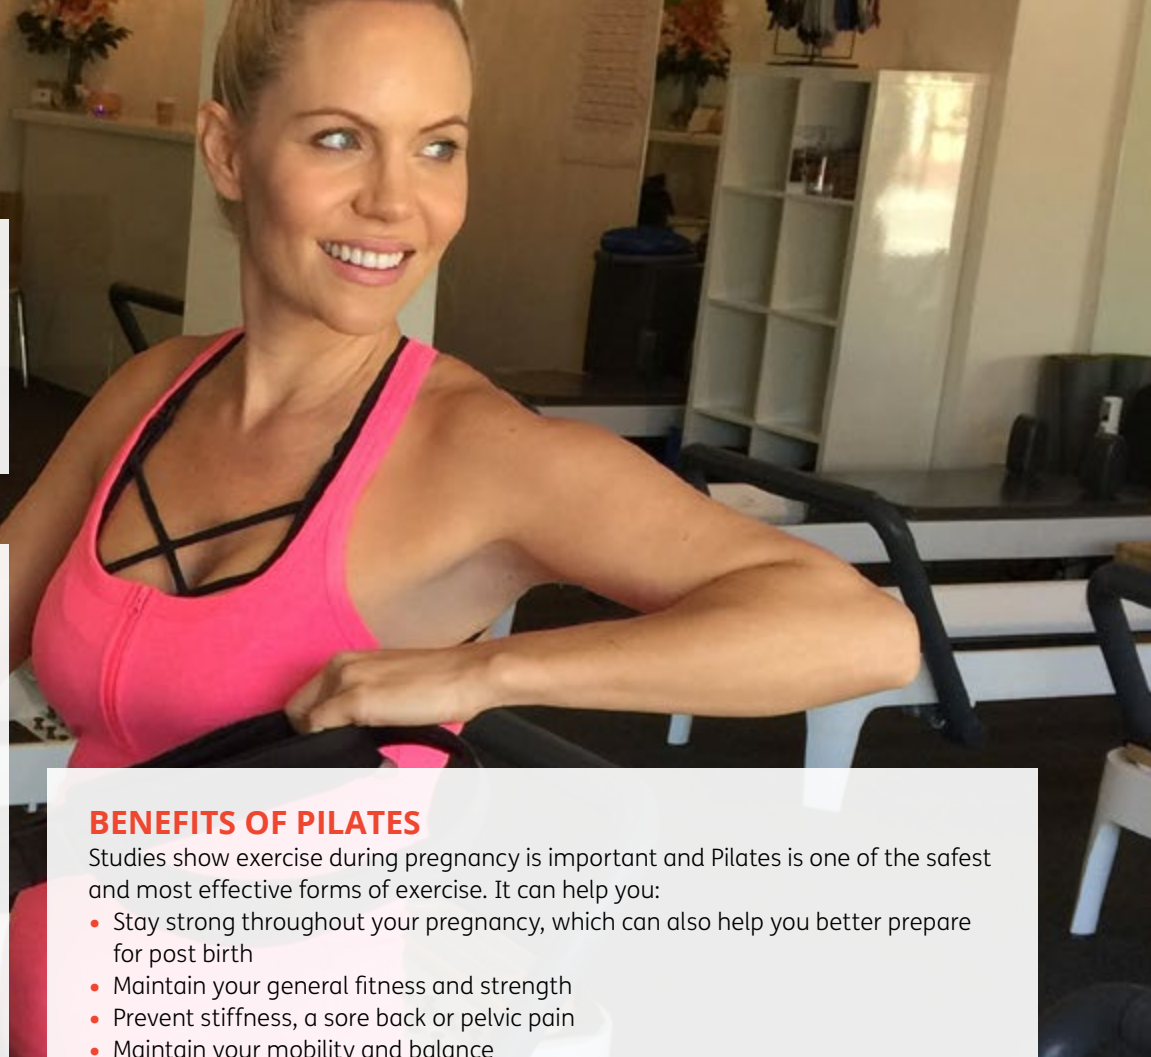 BENEFITS OF PILATES
Studies show exercise during pregnancy is important and Pilates is one of the safest
and most effective forms of exercise. It can help you:
• Stay strong throughout your pregnancy, which can also help you better prepare
for post birth
• Maintain your general fitness and strength
• Prevent stiffness, a sore back or pelvic pain
• Maintain your mobility and balance